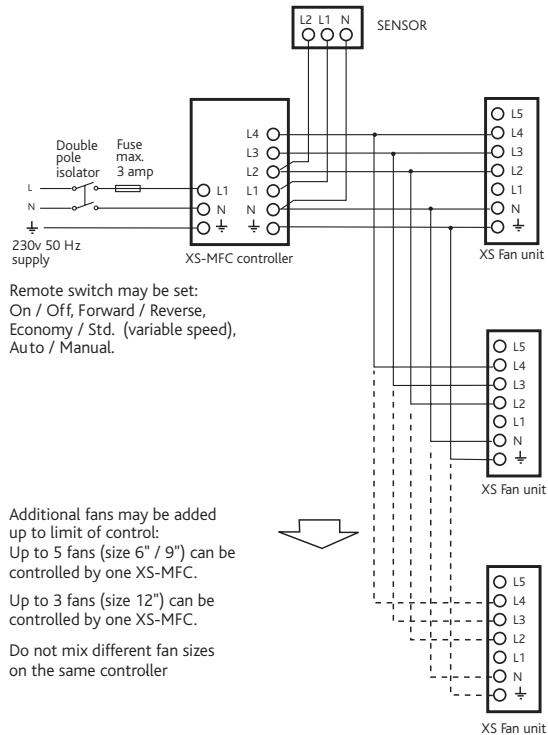 L2 L1 N
SENSOR
L4
L3
L2
L1
N
L1
N
Double pole isolator
Fuse max. 3 amp
L
N
230v 50 Hz
supply
XS-MFC controller
L5
L4
L3
L2
L1
N
XS Fan unit
Remote switch may be set:
On / Off, Forward / Reverse,
Economy / Std. (variable speed),
Auto / Manual.
L5
L4
L3
L2
L1
N
XS Fan unit
Additional fans may be added
up to limit of control:
Up to 5 fans (size 6" / 9") can be
controlled by one XS-MFC.
Up to 3 fans (size 12") can be
controlled by one XS-MFC.
Do not mix different fan sizes
on the same controller
L5
L4
L3
L2
L1
N
XS Fan unit